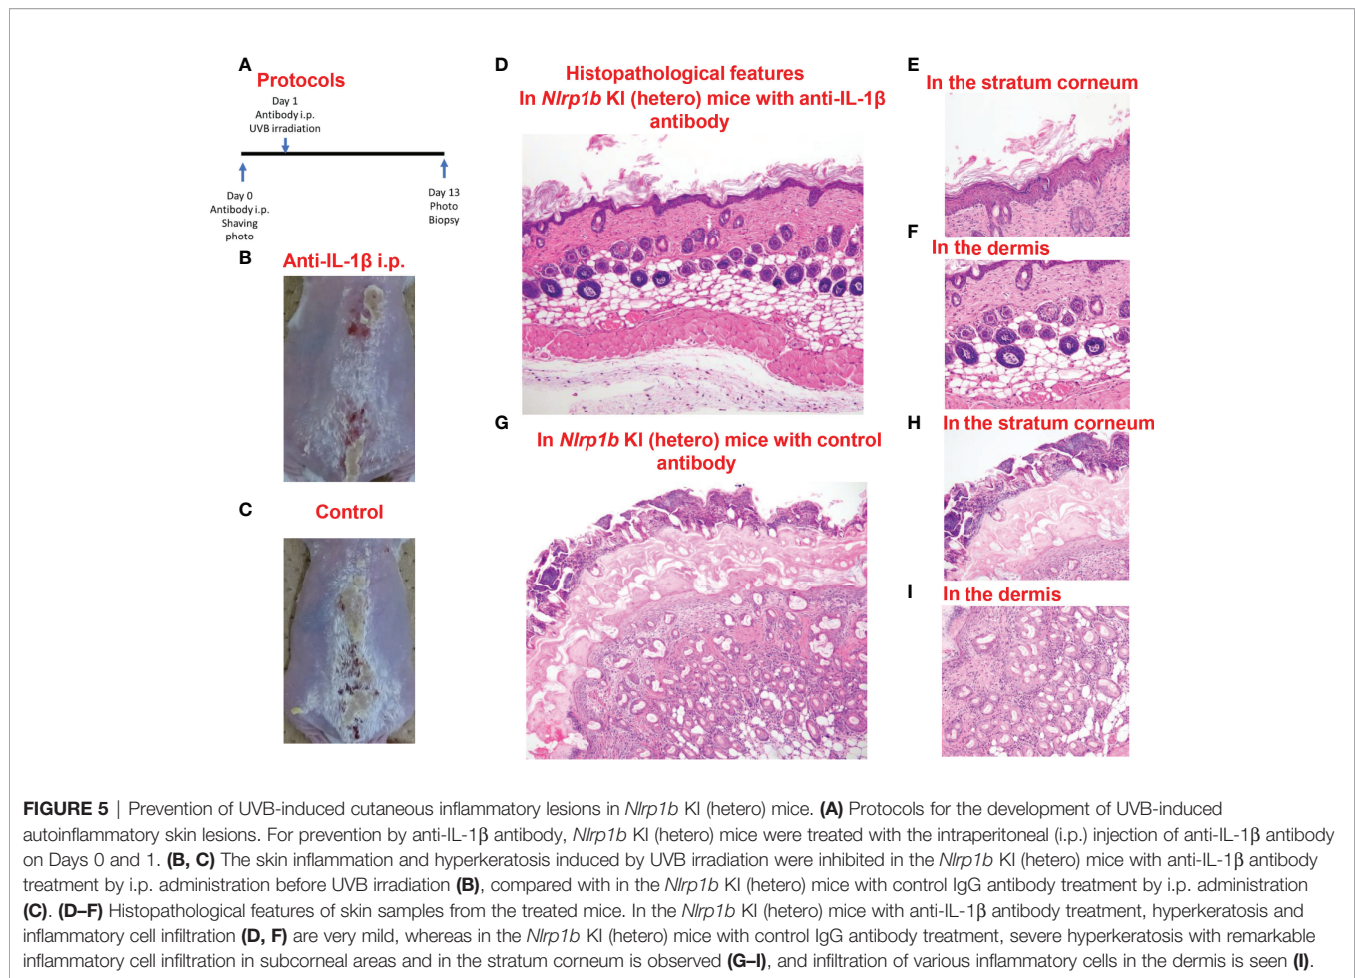 A
Protocols
Day 1
Antibody i.p.
UVB irradiation
Day 0
Antibody i.p.
Shaving
photo
Day 13
Photo
Biopsy
B
Anti-IL-1β i.p.
C
Control
D
Histopathological features
In Nlrp1b KI (hetero) mice with anti-IL-1β
antibody
E
In the stratum corneum
F
In the dermis
G
In Nlrp1b KI (hetero) mice with control
antibody
H
In the stratum corneum
I
In the dermis
FIGURE 5 | Prevention of UVB-induced cutaneous inflammatory lesions in Nlrp1b KI (hetero) mice. (A) Protocols for the development of UVB-induced
autoinflammatory skin lesions. For prevention by anti-IL-1β antibody, Nlrp1b KI (hetero) mice were treated with the intraperitoneal (i.p.) injection of anti-IL-1β antibody
on Days 0 and 1. (B, C) The skin inflammation and hyperkeratosis induced by UVB irradiation were inhibited in the Nlrp1b KI (hetero) mice with anti-IL-1β antibody
treatment by i.p. administration before UVB irradiation (B), compared with in the Nlrp1b KI (hetero) mice with control IgG antibody treatment by i.p. administration
(C). (D–F) Histopathological features of skin samples from the treated mice. In the Nlrp1b KI (hetero) mice with anti-IL-1β antibody treatment, hyperkeratosis and
inflammatory cell infiltration (D, F) are very mild, whereas in the Nlrp1b KI (hetero) mice with control IgG antibody treatment, severe hyperkeratosis with remarkable
inflammatory cell infiltration in subcorneal areas and in the stratum corneum is observed (G–I), and infiltration of various inflammatory cells in the dermis is seen (I).